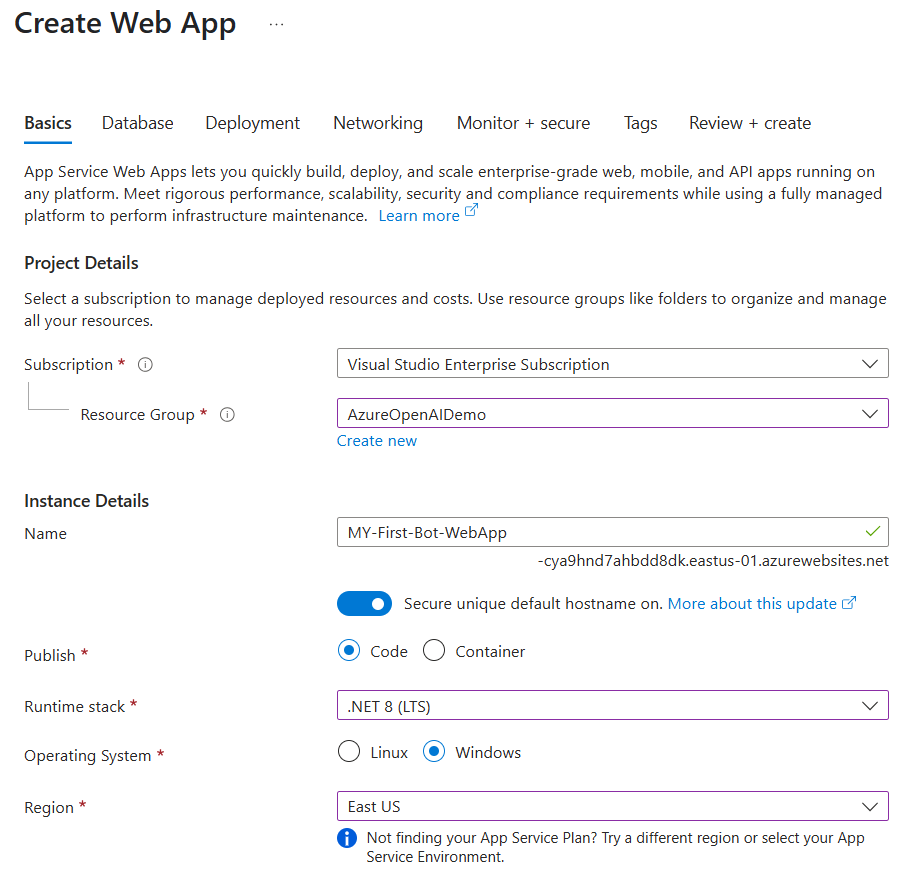 Create Web App ...
Basics Database Deployment Networking Monitor + secure Tags Review + create
App Service Web Apps lets you quickly build, deploy, and scale enterprise-grade web, mobile, and API apps running on
any platform. Meet rigorous performance, scalability, security and compliance requirements while using a fully managed
platform to perform infrastructure maintenance. Learn more
Project Details
Select a subscription to manage deployed resources and costs. Use resource groups like folders to organize and manage
all your resources.
Subscription * Visual Studio Enterprise Subscription
Resource Group * AzureOpenAIDemo
Create new
Instance Details
Name MY-First-Bot-WebApp
-cya9hnd7ahbdd8dk.eastus-01.azurewebsites.net
Secure unique default hostname on. More about this update
Publish * Code Container
Runtime stack * .NET 8 (LTS)
Operating System * Linux Windows
Region * East US
Not finding your App Service Plan? Try a different region or select your App
Service Environment.